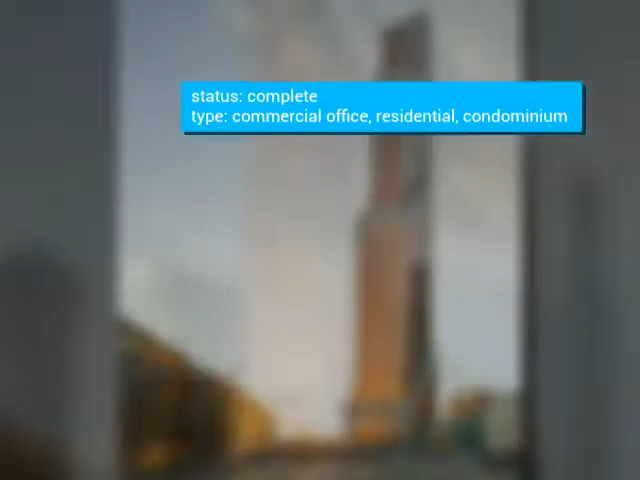 status: complete
type: commercial office, residential, condominium